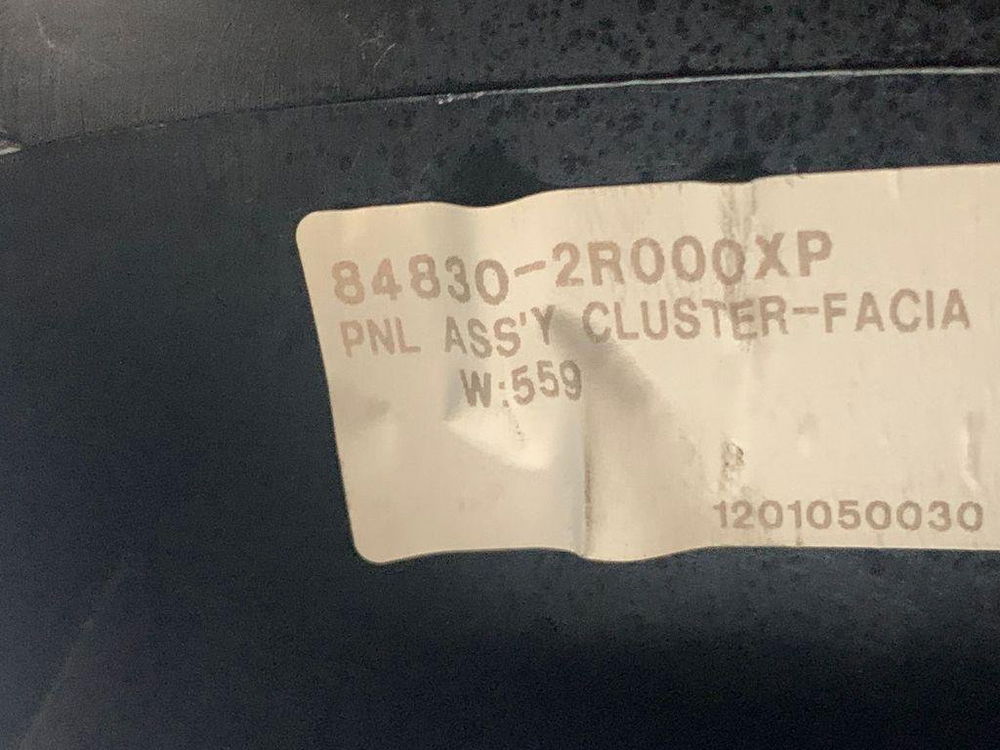 84830-2R000XP
PNL ASS'Y CLUSTER-FACIA
W:559
1201050030